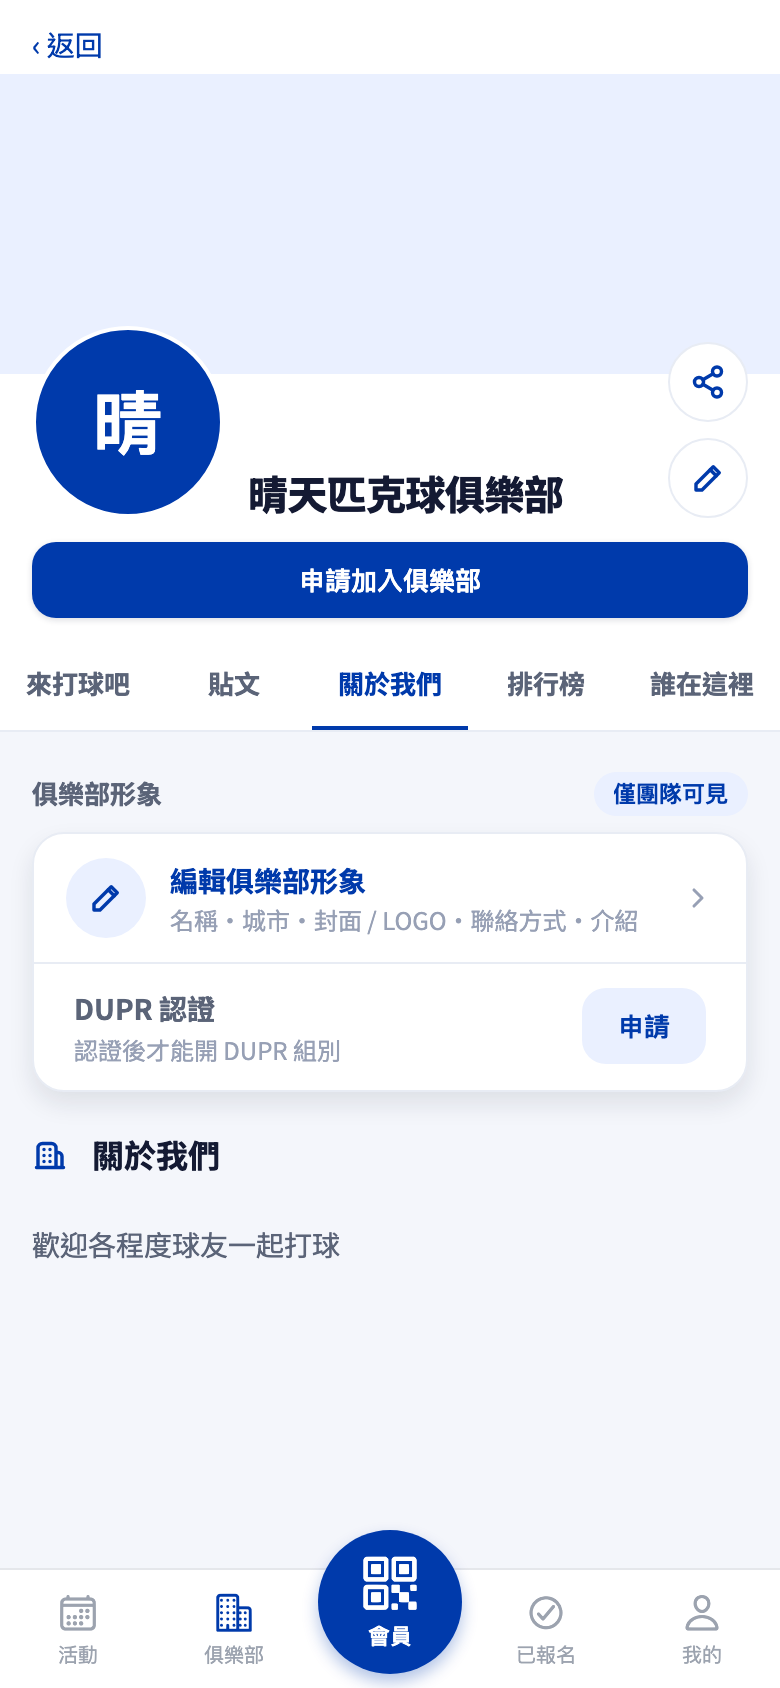 ‹ 返回
晴
晴天匹克球俱樂部
申請加入俱樂部
來打球吧 貼文 關於我們 排行榜 誰在這裡
俱樂部形象 僅團隊可見
編輯俱樂部形象
名稱・城市・封面 / LOGO・聯絡方式・介紹
DUPR 認證
認證後才能開 DUPR 組別
申請
關於我們
歡迎各程度球友一起打球
活動 俱樂部 會員 已報名 我的